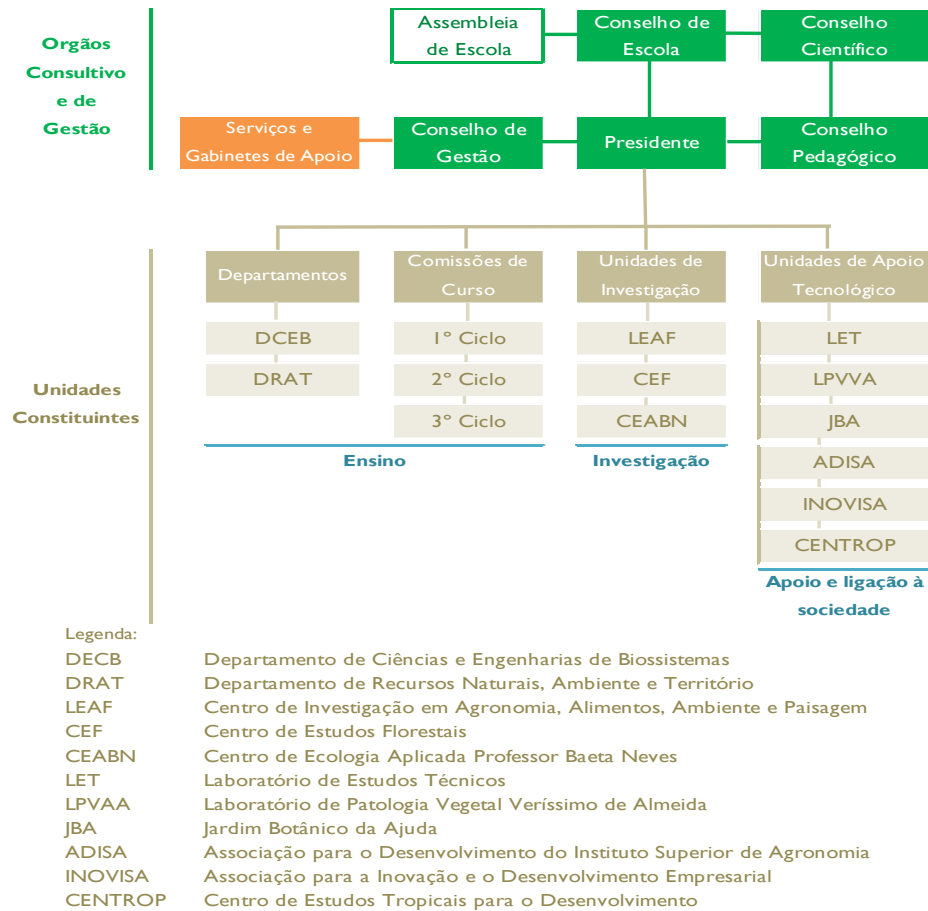 Orgãos
Consultivo
e de
Gestão
Assembleia
de Escola
Conselho de
Escola
Conselho
Científico
Serviços e
Gabinetes de Apoio
Conselho de
Gestão
Presidente
Conselho
Pedagógico
Unidades
Constituintes
Departamentos
Comissões de
Curso
Unidades de
Investigação
Unidades de Apoio
Tecnológico
DCEB
1º Ciclo
LEAF
LET
DRAT
2º Ciclo
CEF
LPVVA
3º Ciclo
CEABN
JBA
Ensino
Investigação
ADISA
INOVISA
CENTROP
Apoio e ligação à
sociedade
Legenda:
DECB Departamento de Ciências e Engenharias de Biossistemas
DRAT Departamento de Recursos Naturais, Ambiente e Território
LEAF Centro de Investigação em Agronomia, Alimentos, Ambiente e Paisagem
CEF Centro de Estudos Florestais
CEABN Centro de Ecologia Aplicada Professor Baeta Neves
LET Laboratório de Estudos Técnicos
LPVAA Laboratório de Patologia Vegetal Veríssimo de Almeida
JBA Jardim Botânico da Ajuda
ADISA Associação para o Desenvolvimento do Instituto Superior de Agronomia
INOVISA Associação para a Inovação e o Desenvolvimento Empresarial
CENTROP Centro de Estudos Tropicais para o Desenvolvimento